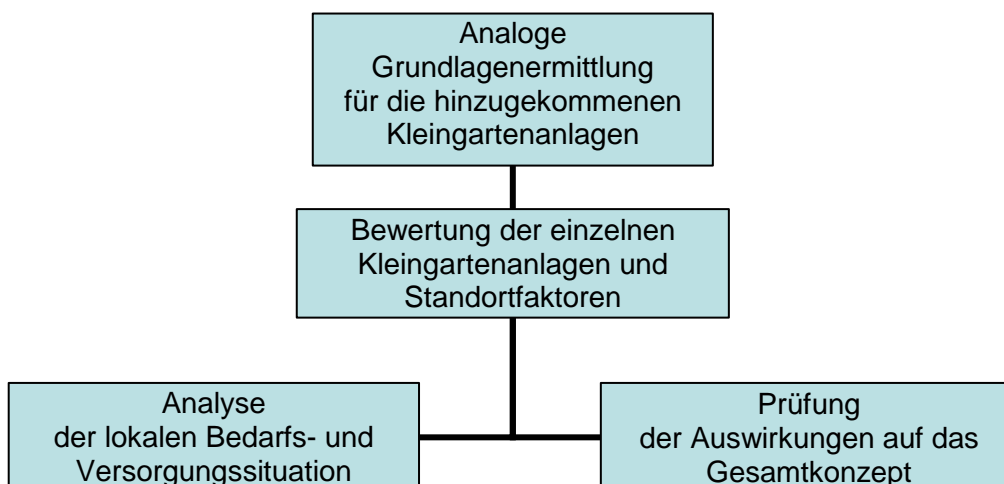 Analoge
Grundlagenermittlung
für die hinzugekommenen
Kleingartenanlagen
Bewertung der einzelnen
Kleingartenanlagen und
Standortfaktoren
Analyse
der lokalen Bedarfs- und
Versorgungssituation
Prüfung
der Auswirkungen auf das
Gesamtkonzept